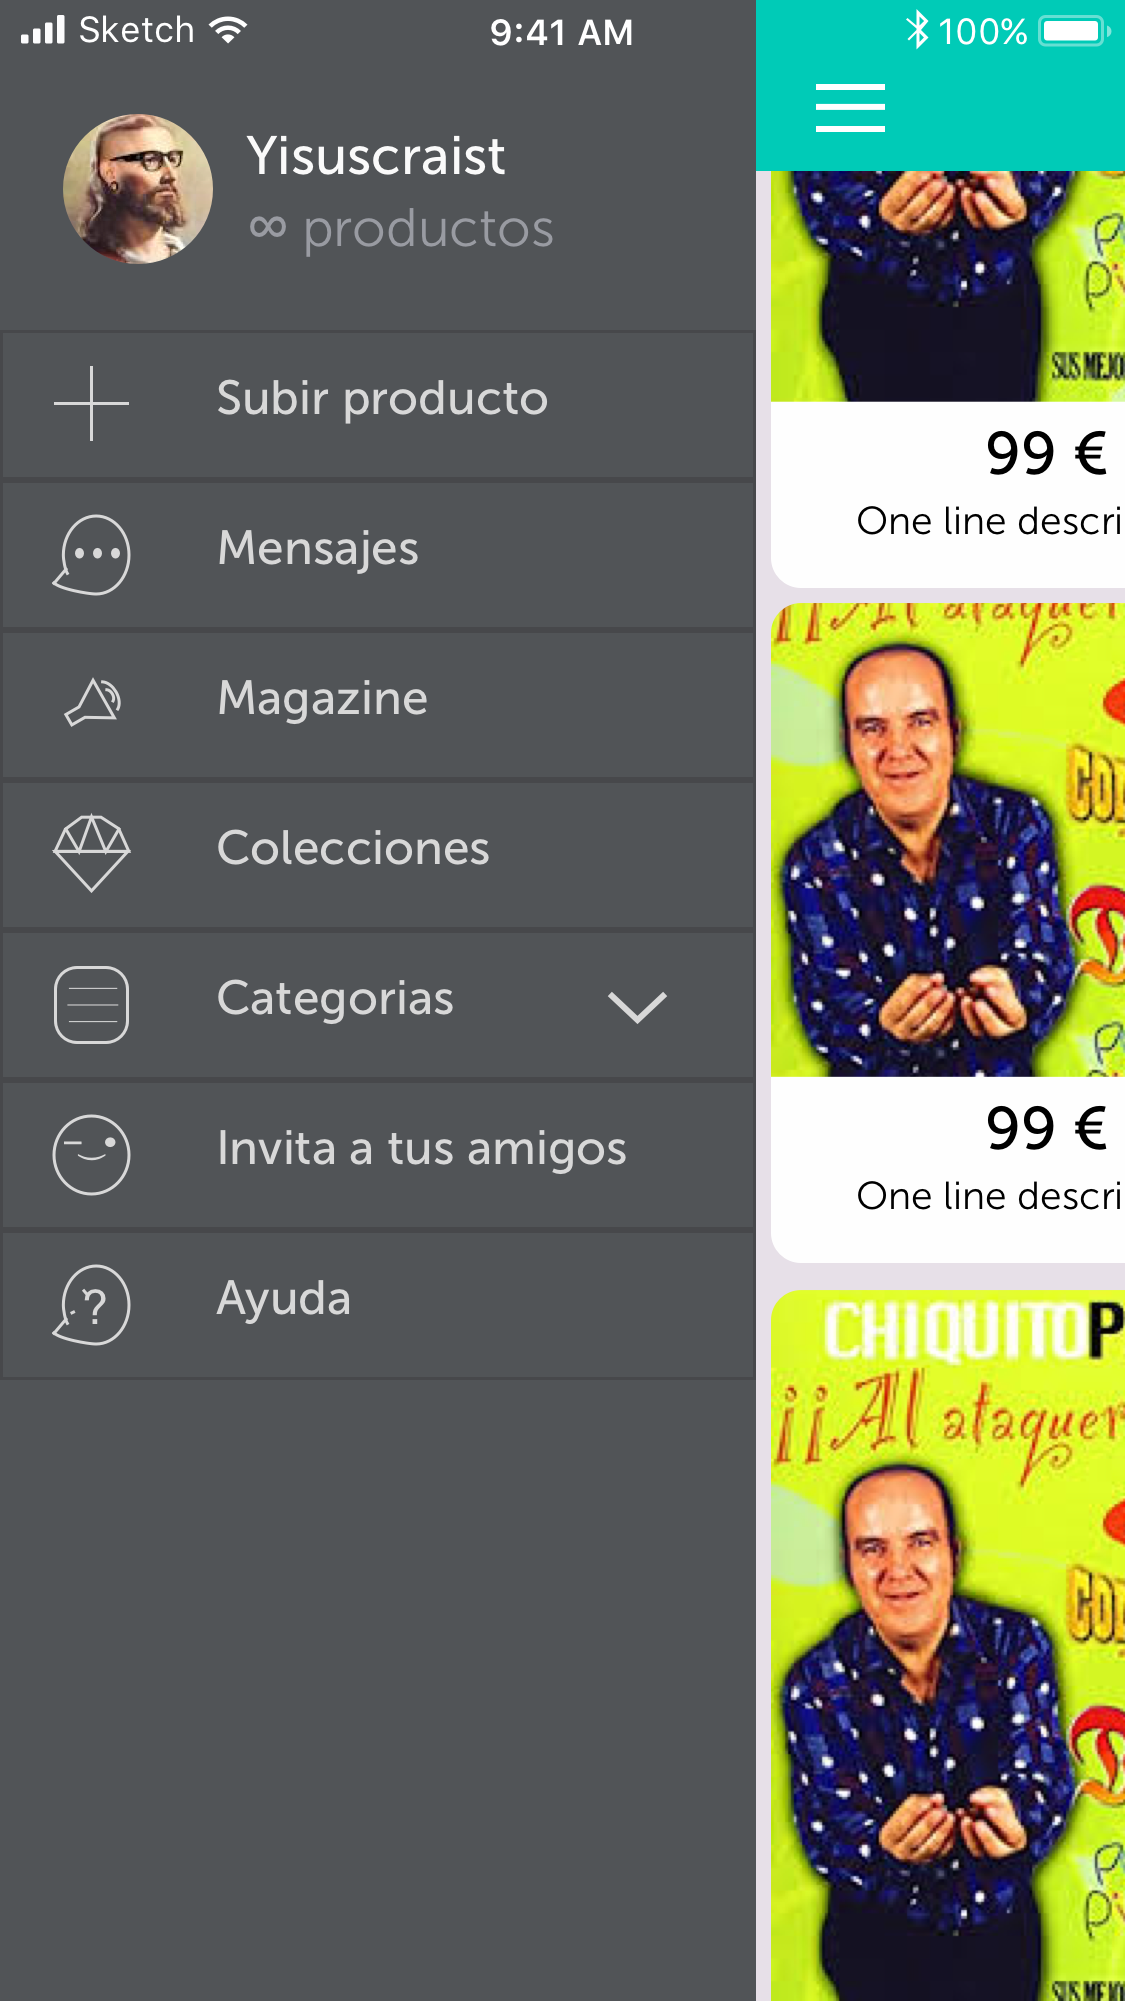 Sketch 9:41 AM 100%
Yisuscraist
∞ productos
Subir producto
Mensajes
Magazine
Colecciones
Categorias
Invita a tus amigos
Ayuda
SUS MEJO
99 €
One line descri
¡¡Al ataquer
99 €
One line descri
CHIQUITO P
¡¡Al ataquer
SUS MEJO